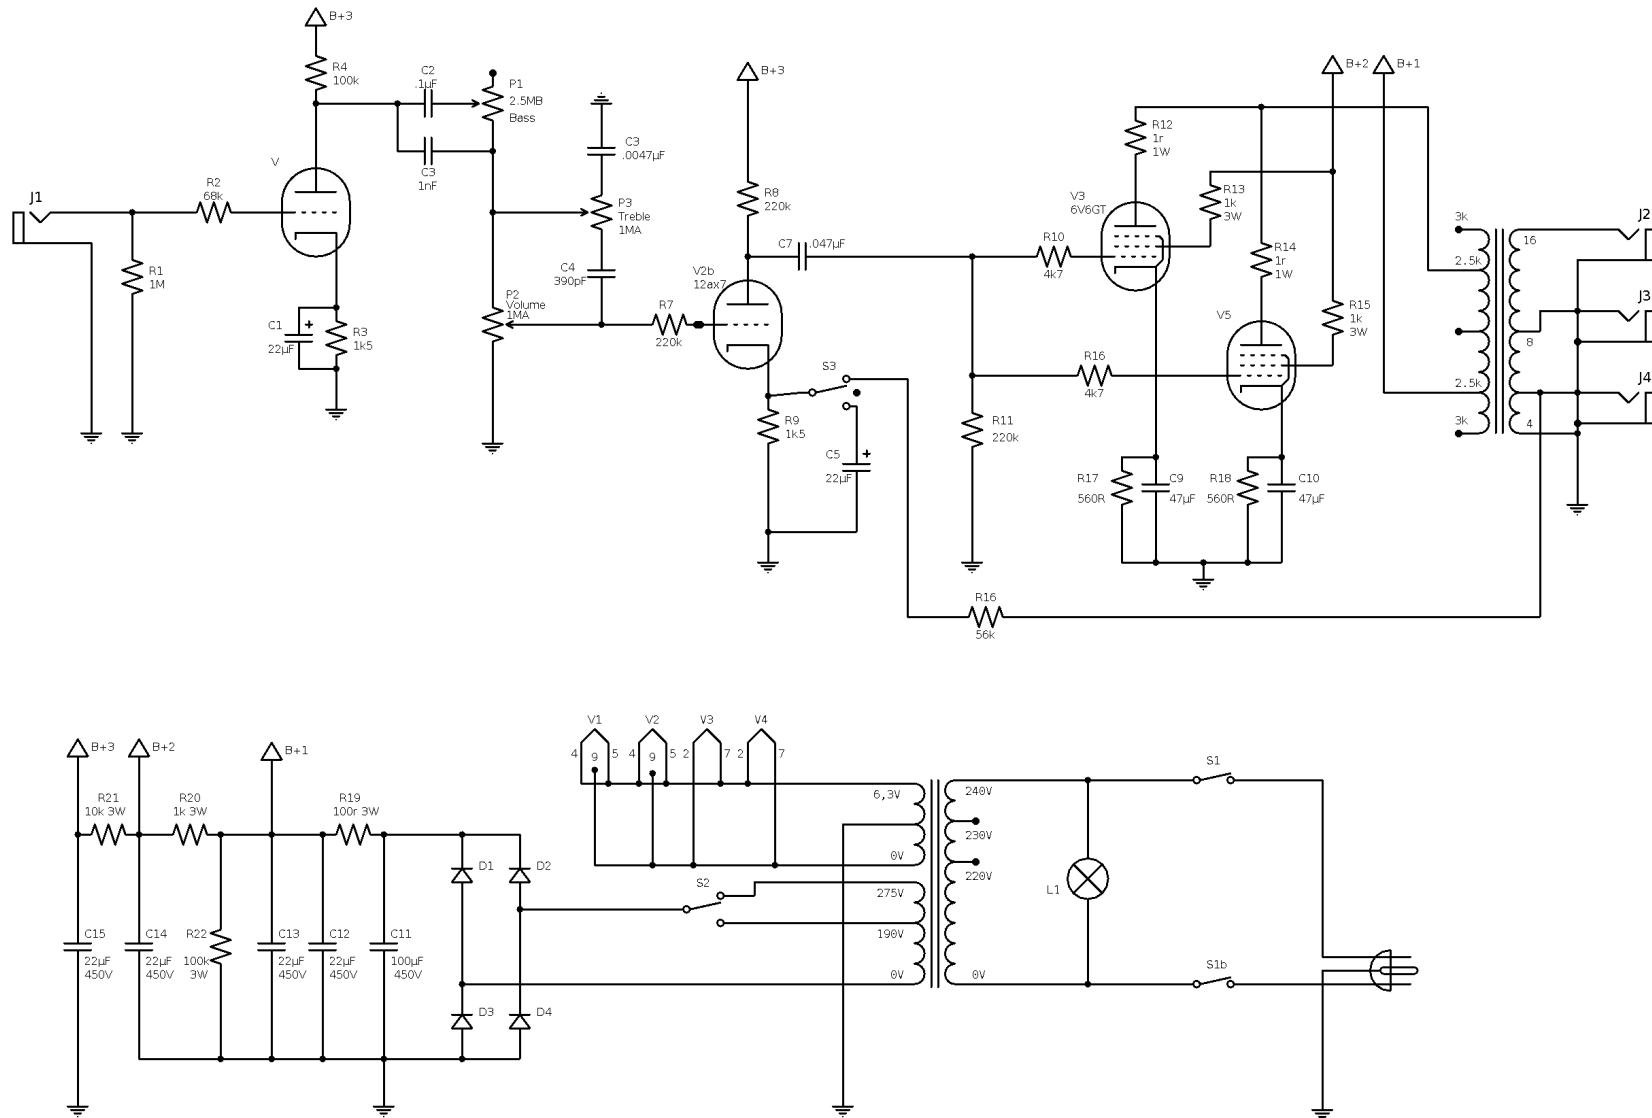 B+3
R4
100k
C2
.1µF
P1
2.5MB
Bass
C3
1nF
V
J1
R2
68k
R1
1M
C1
+
22µF
R3
1k5
C3
.0047µF
P3
Treble
1MA
C4
390pF
P2
Volume
1MA
R7
220k
B+3
R8
220k
C7
.047µF
V2b
12ax7
S3
R9
1k5
C5
+
22µF
R11
220k
R10
4k7
R16
4k7
V3
6V6GT
R12
1r
1W
R13
1k
3W
R14
1r
1W
R15
1k
3W
V5
B+2
B+1
R17
560R
C9
47µF
R18
560R
C10
47µF
R16
56k
3k
2.5k
2.5k
3k
16
8
4
J2
J3
J4
B+3
B+2
B+1
R21
10k 3W
R20
1k 3W
R19
100r 3W
C15
22µF
450V
C14
22µF
450V
R22
100k
3W
C13
22µF
450V
C12
22µF
450V
C11
100µF
450V
D1
D2
D3
D4
V1
V2
V3
V4
4
9
5
4
9
5
2
7
2
7
S2
6,3V
0V
275V
190V
0V
240V
230V
220V
0V
L1
S1
S1b